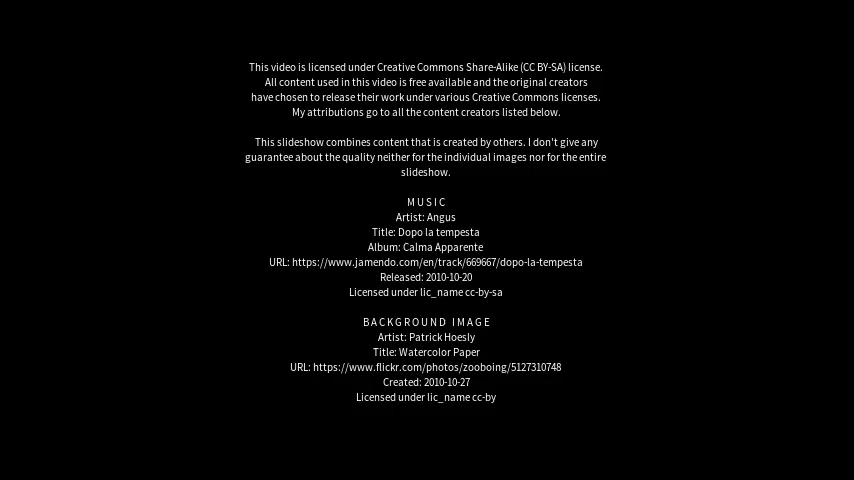 This video is licensed under Creative Commons Share-Alike (CC BY-SA) license.
All content used in this video is free available and the original creators
have chosen to release their work under various Creative Commons licenses.
My attributions go to all the content creators listed below.
This slideshow combines content that is created by others. I don't give any
guarantee about the quality neither for the individual images nor for the entire
slideshow.
M U S I C
Artist: Angus
Title: Dopo la tempesta
Album: Calma Apparente
URL: https://www.jamendo.com/en/track/669667/dopo-la-tempesta
Released: 2010-10-20
Licensed under lic_name cc-by-sa
B A C K G R O U N D   I M A G E
Artist: Patrick Hoesly
Title: Watercolor Paper
URL: https://www.flickr.com/photos/zooboing/5127310748
Created: 2010-10-27
Licensed under lic_name cc-by